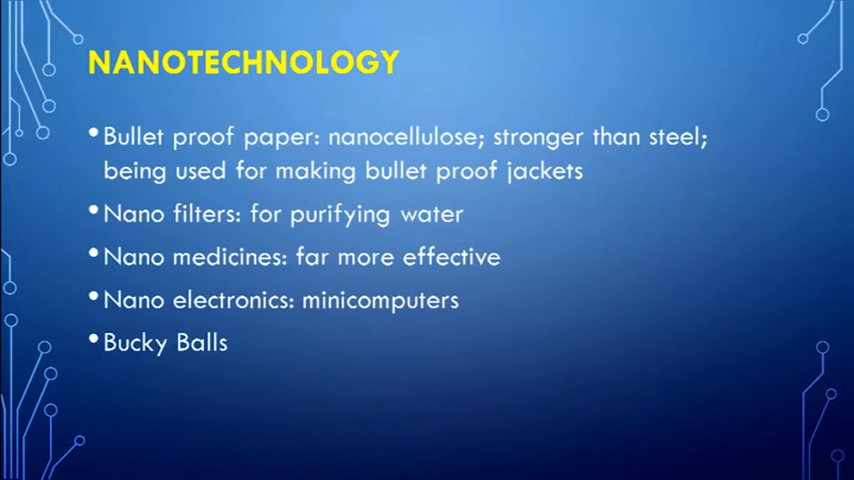 NANOTECHNOLOGY
•Bullet proof paper: nanocellulose; stronger than steel;
being used for making bullet proof jackets
•Nano filters: for purifying water
•Nano medicines: far more effective
•Nano electronics: minicomputers
•Bucky Balls